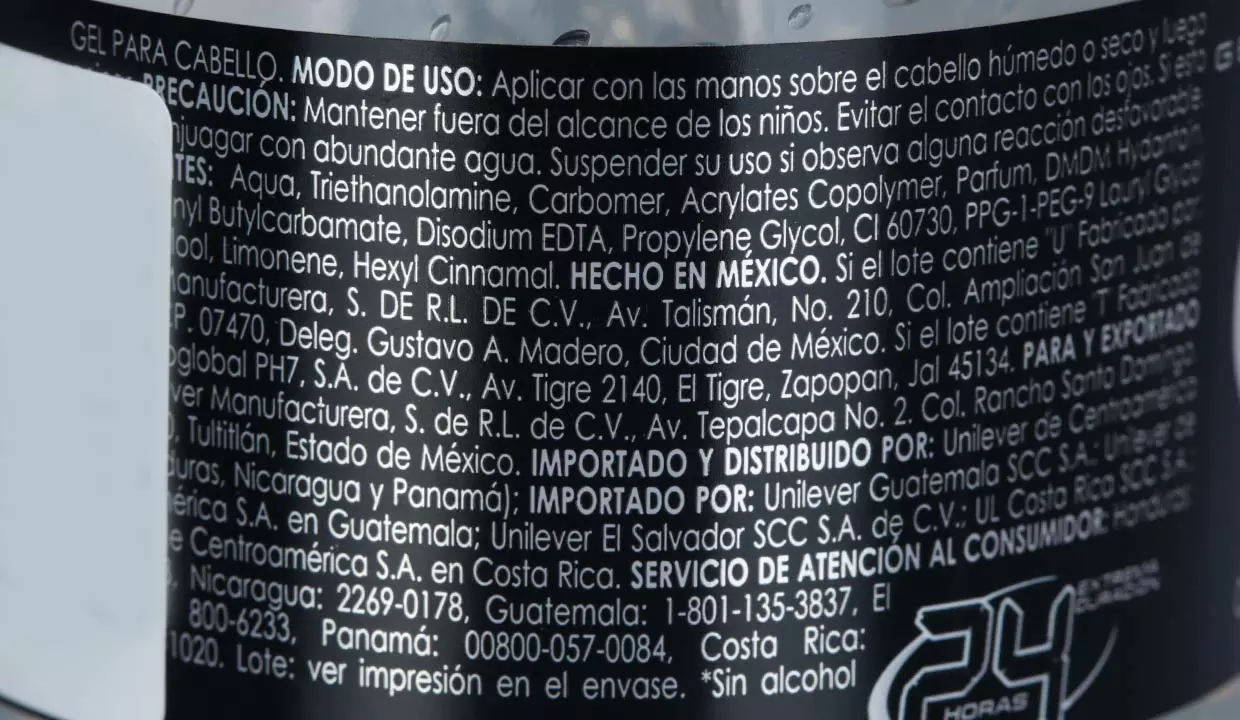 GEL PARA CABELLO. MODO DE USO: Aplicar con las manos sobre el cabello húmedo o seco y luego
PRECAUCIÓN: Mantener fuera del alcance de los niños. Evitar el contacto con los ojos. Si esto
njuagar con abundante agua. Suspender su uso si observa alguna reacción desfavorable.
TES: Aqua, Triethanolamine, Carbomer, Acrylates Copolymer, Parfum, DMDM Hydantoin,
nyl Butylcarbamate, Disodium EDTA, Propylene Glycol, CI 60730, PPG-1-PEG-9 Lauryl Glycol
ool, Limonene, Hexyl Cinnamal. HECHO EN MÉXICO. Si el lote contiene "U" Fabricado por:
anufacturera, S. DE R.L. DE C.V., Av. Talismán, No. 210, Col. Ampliación San Juan de
.P. 07470, Deleg. Gustavo A. Madero, Ciudad de México. Si el lote contiene "I" Fabricado
oglobal PH7, S.A. de C.V., Av. Tigre 2140, El Tigre, Zapopan, Jal 45134. PARA Y EXPORTADO
ver Manufacturera, S. de R.L. de C.V., Av. Tepalcapa No. 2, Col. Rancho Santo Domingo,
0, Tultitlán, Estado de México. IMPORTADO Y DISTRIBUIDO POR: Unilever de Centroamérica
duras, Nicaragua y Panamá); IMPORTADO POR: Unilever Guatemala SCC S.A.; Unilever de
érica S.A. en Guatemala; Unilever El Salvador SCC S.A. de C.V.; UL Costa Rica SCC S.A.;
e Centroamérica S.A. en Costa Rica. SERVICIO DE ATENCIÓN AL CONSUMIDOR: Honduras:
, Nicaragua: 2269-0178, Guatemala: 1-801-135-3837, El
800-6233, Panamá: 00800-057-0084, Costa Rica:
1020. Lote: ver impresión en el envase. *Sin alcohol
24
HORAS
EXTREMA
DURACIÓN